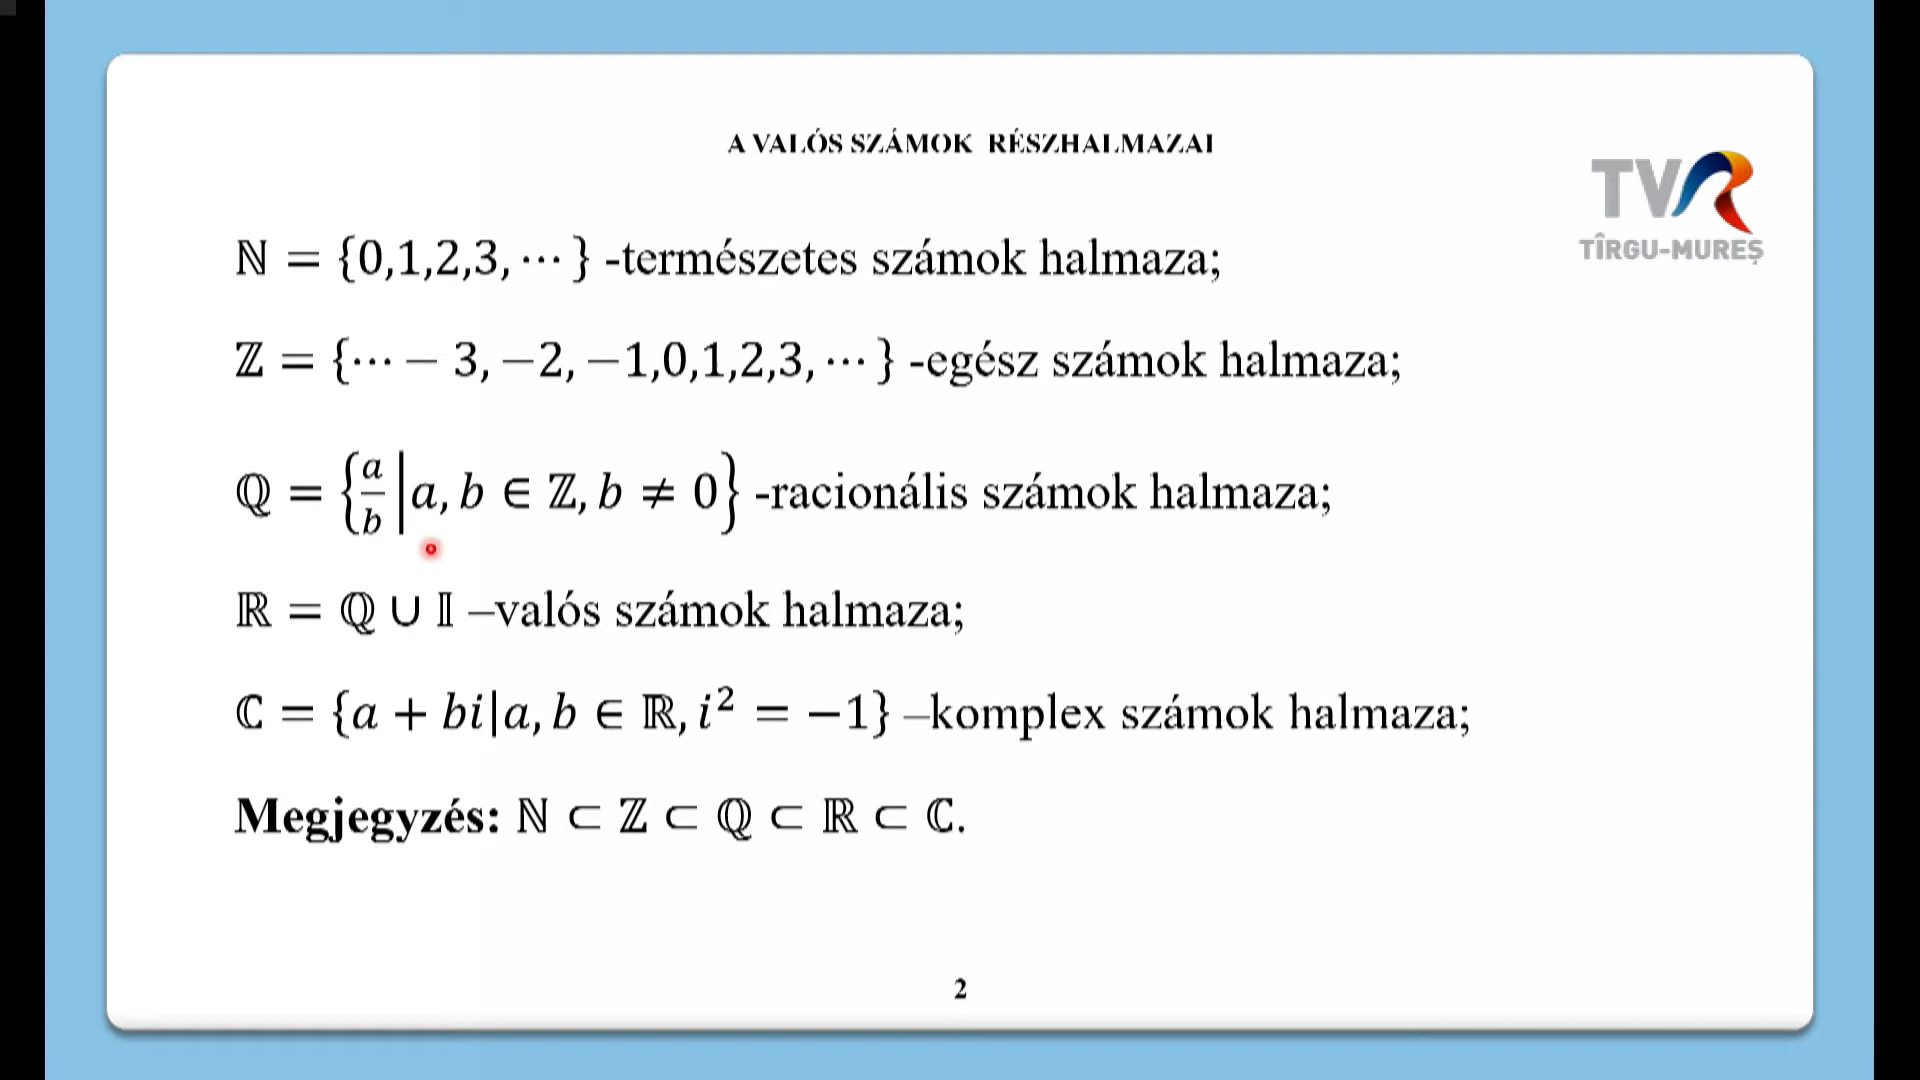 A VALÓS SZÁMOK RÉSZHALMAZAI
TVR
TÎRGU-MUREȘ
ℕ = {0,1,2,3, ⋯ } -természetes számok halmaza;
ℤ = {⋯ − 3, −2, −1,0,1,2,3, ⋯ } -egész számok halmaza;
ℚ = {a/b | a, b ∈ ℤ, b ≠ 0} -racionális számok halmaza;
ℝ = ℚ ∪ 𝕀 –valós számok halmaza;
ℂ = {a + bi|a, b ∈ ℝ, i² = −1} –komplex számok halmaza;
Megjegyzés: ℕ ⊂ ℤ ⊂ ℚ ⊂ ℝ ⊂ ℂ.
2